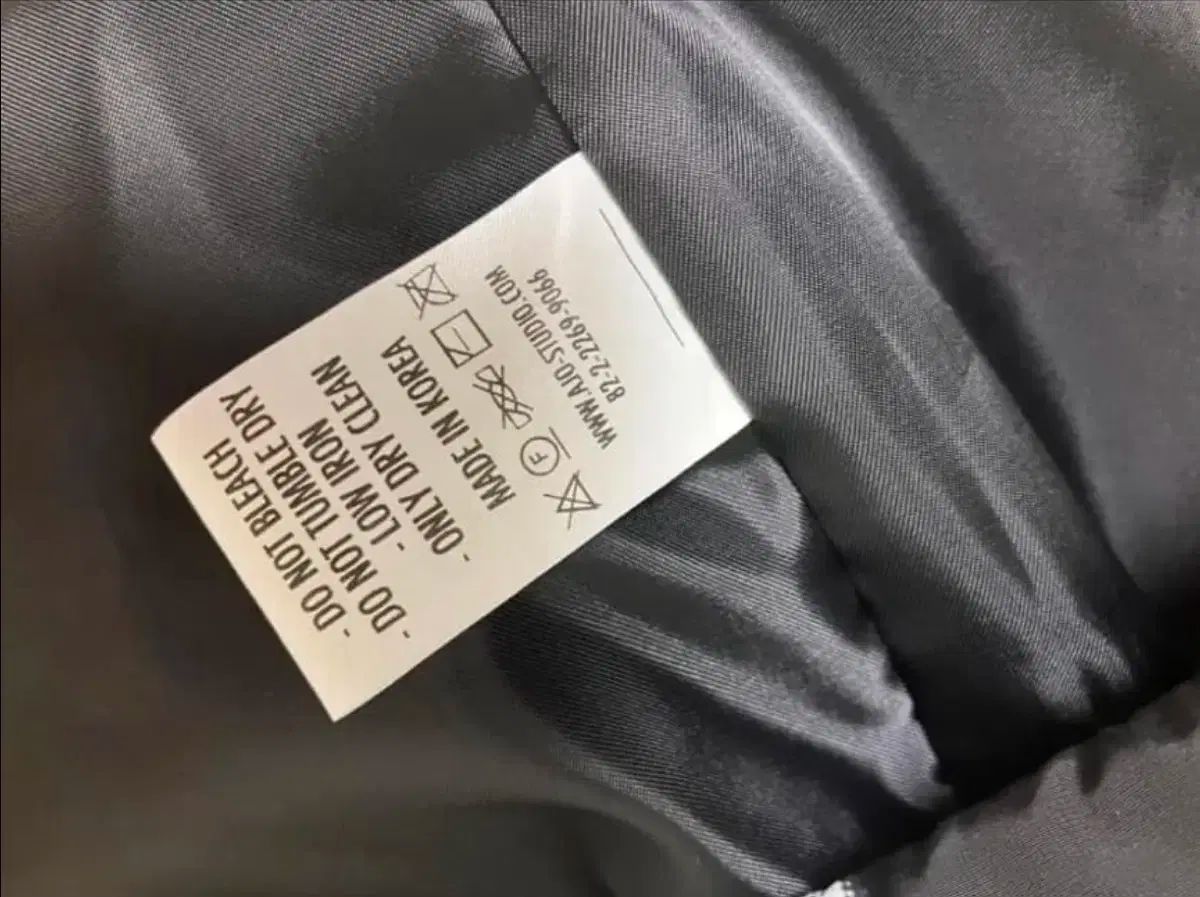 - DO NOT BLEACH
- DO NOT TUMBLE DRY
- LOW IRON
- ONLY DRY CLEAN
MADE IN KOREA
F
WWW.AJO-STUDIO.COM
82-2-2269-9066